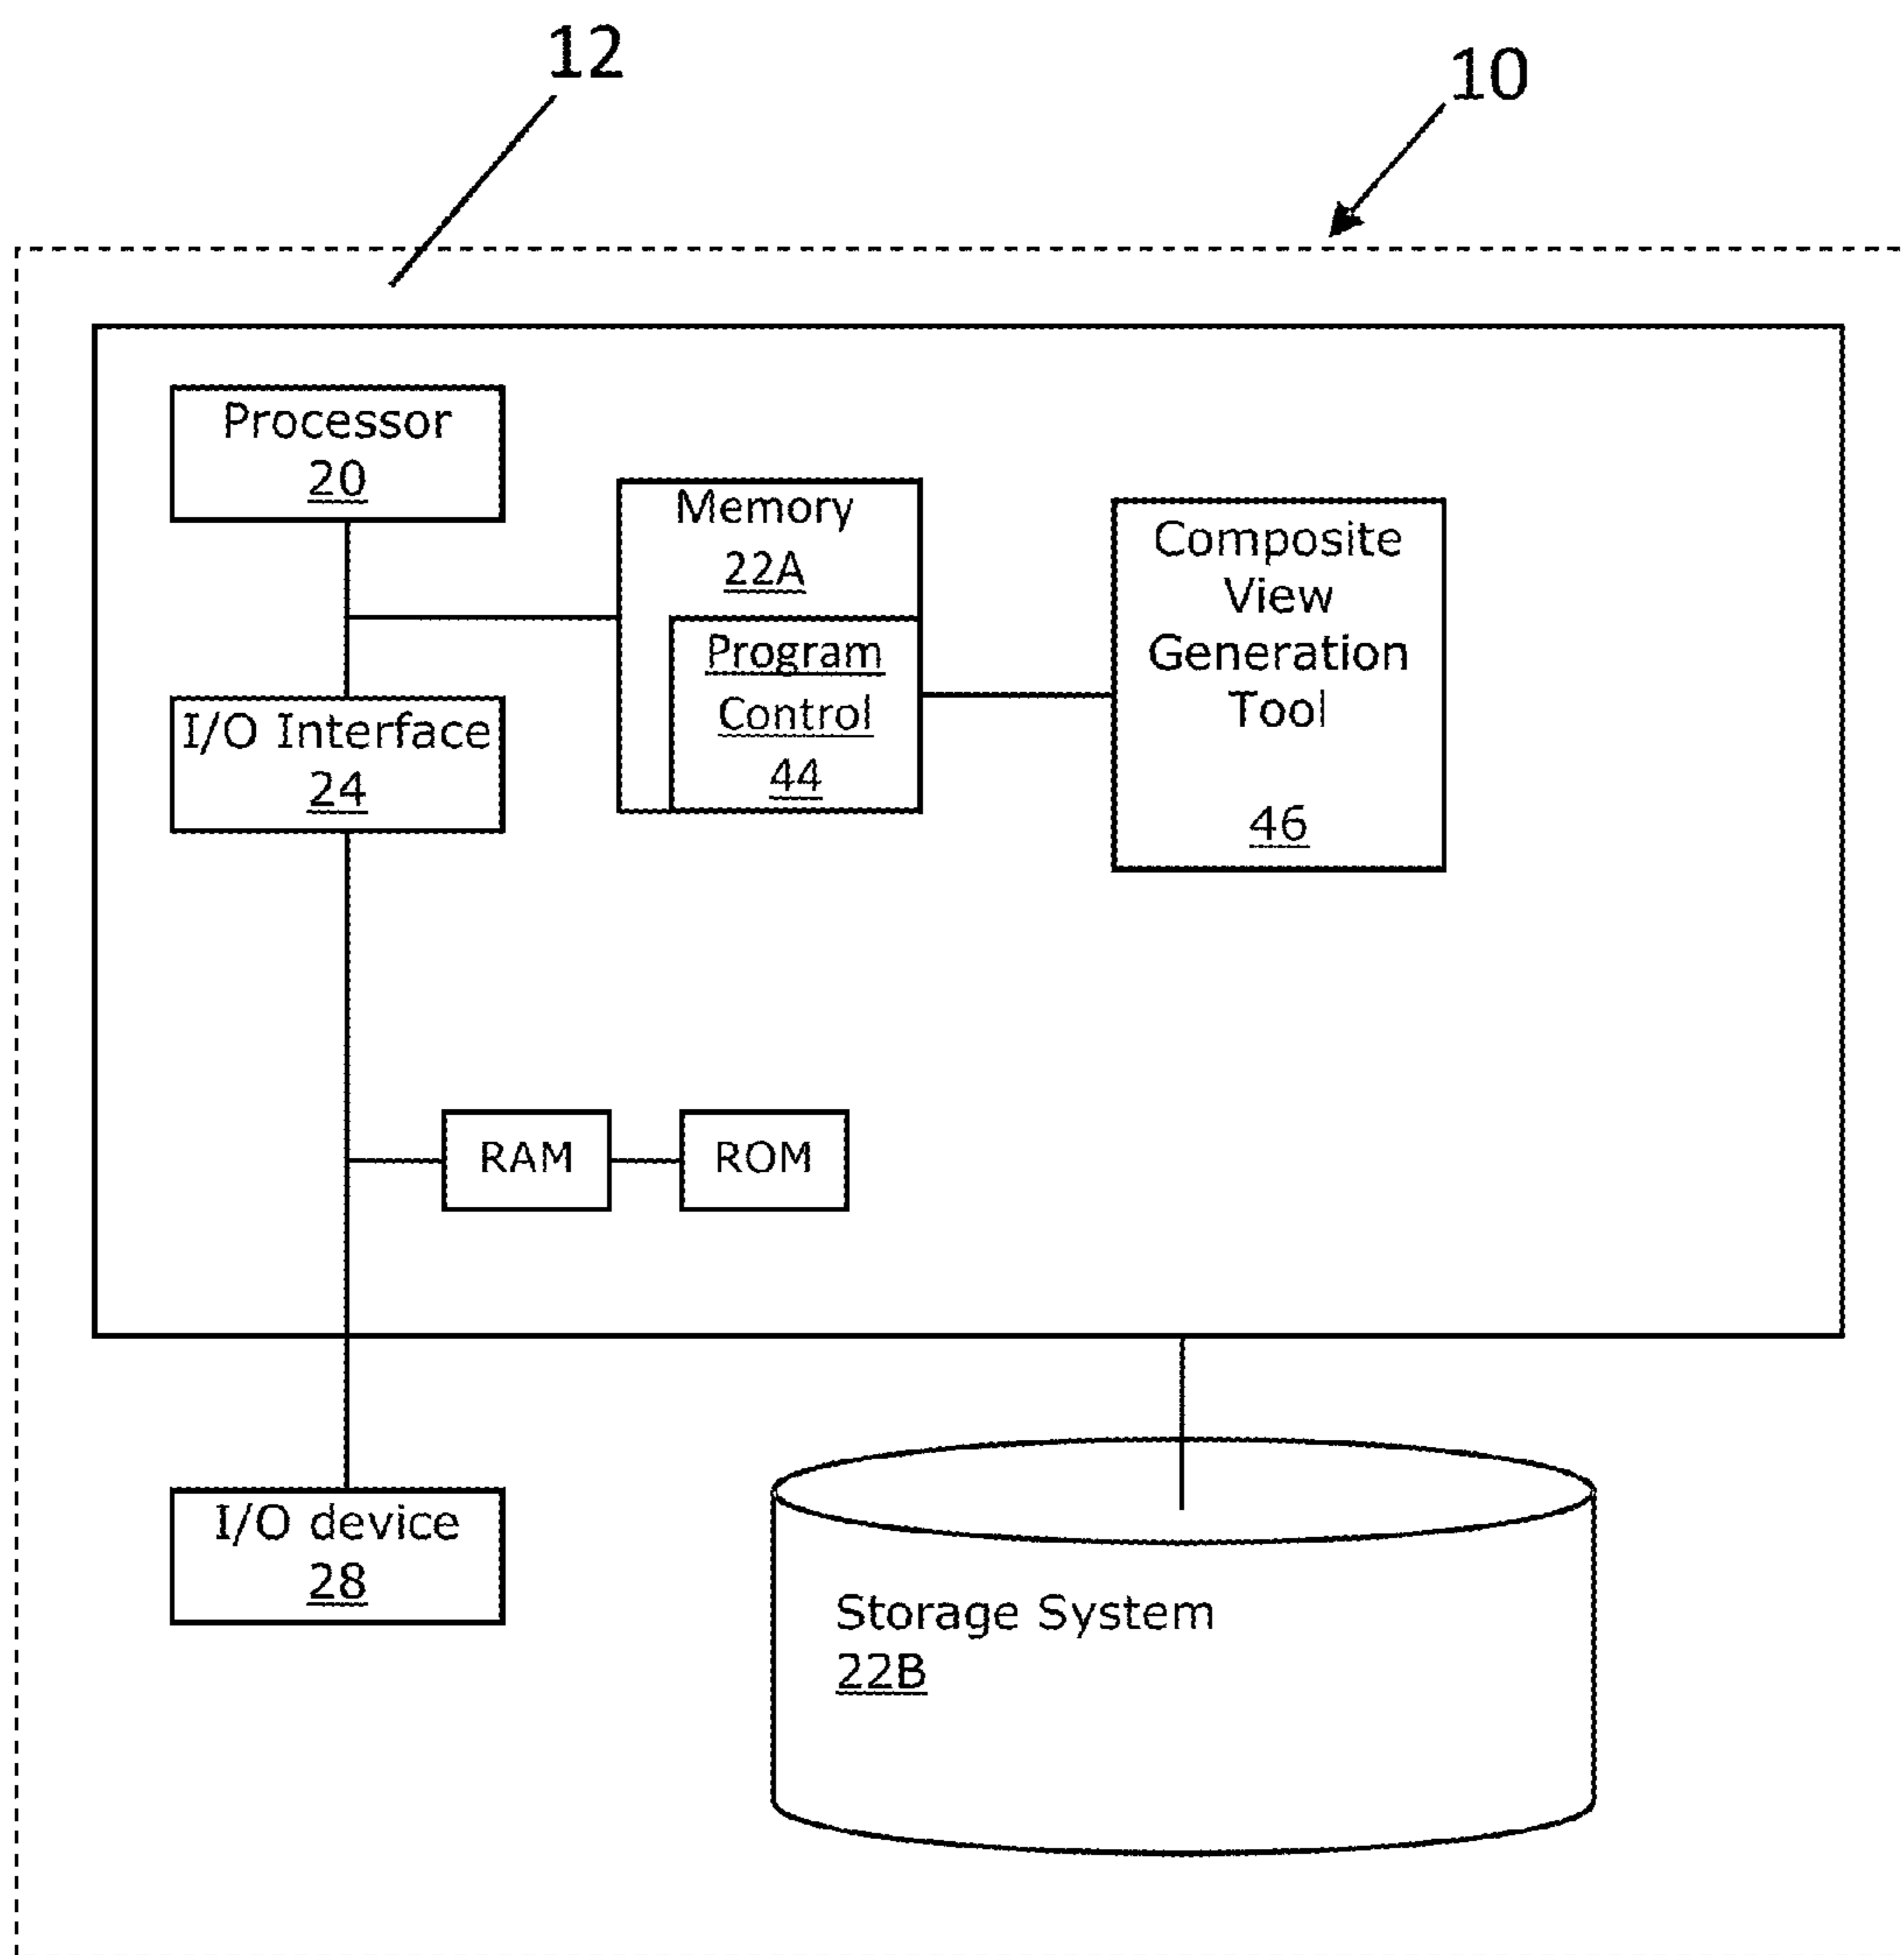 12
10
Processor
20
Memory
22A
Program
Control
44
Composite
View
Generation
Tool
46
I/O Interface
24
RAM
ROM
I/O device
28
Storage System
22B